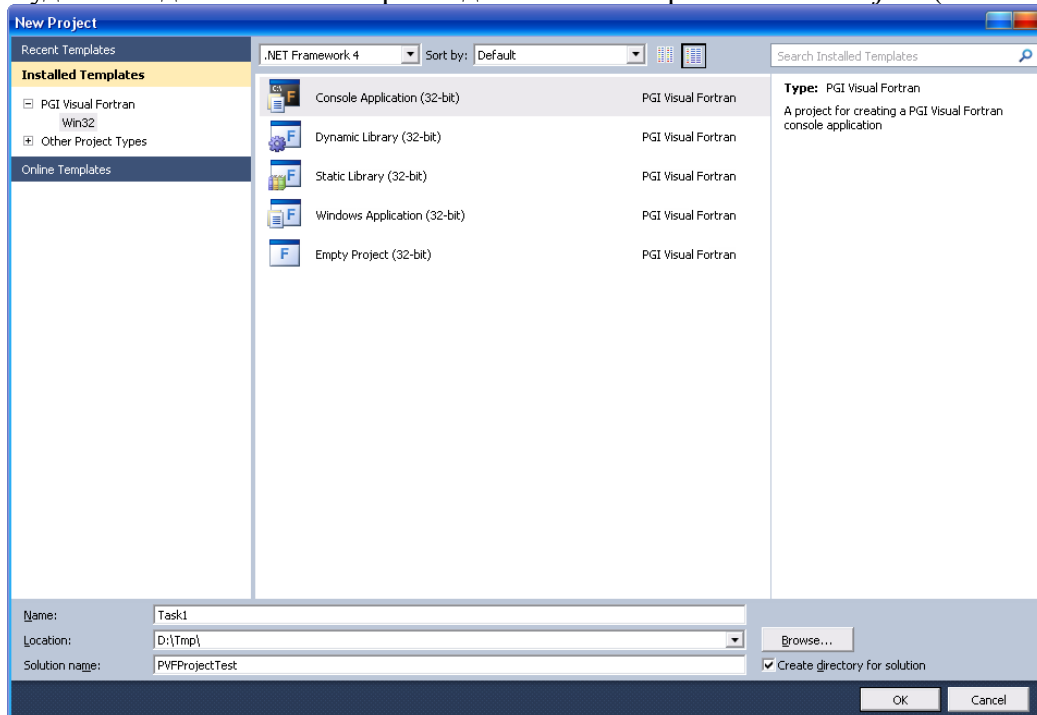 New Project
Recent Templates
Installed Templates
PGI Visual Fortran
Win32
Other Project Types
Online Templates
.NET Framework 4
Sort by:
Default
Search Installed Templates
Console Application (32-bit)
PGI Visual Fortran
Dynamic Library (32-bit)
PGI Visual Fortran
Static Library (32-bit)
PGI Visual Fortran
Windows Application (32-bit)
PGI Visual Fortran
Empty Project (32-bit)
PGI Visual Fortran
Type: PGI Visual Fortran
A project for creating a PGI Visual Fortran
console application
Name:
Task1
Location:
D:\Tmp\
Browse...
Solution name:
PVFProjectTest
Create directory for solution
OK
Cancel